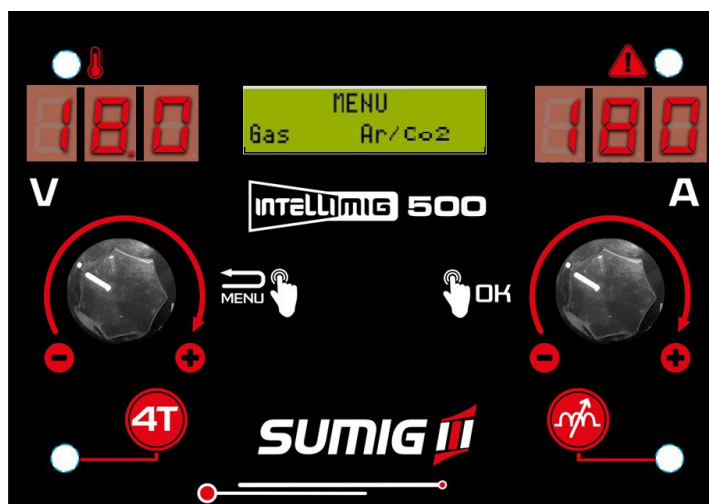 18.0
MENU
Gas Ar/Co2
180
V
INTELLIMIG 500
A
MENU
OK
4T
SUMIG